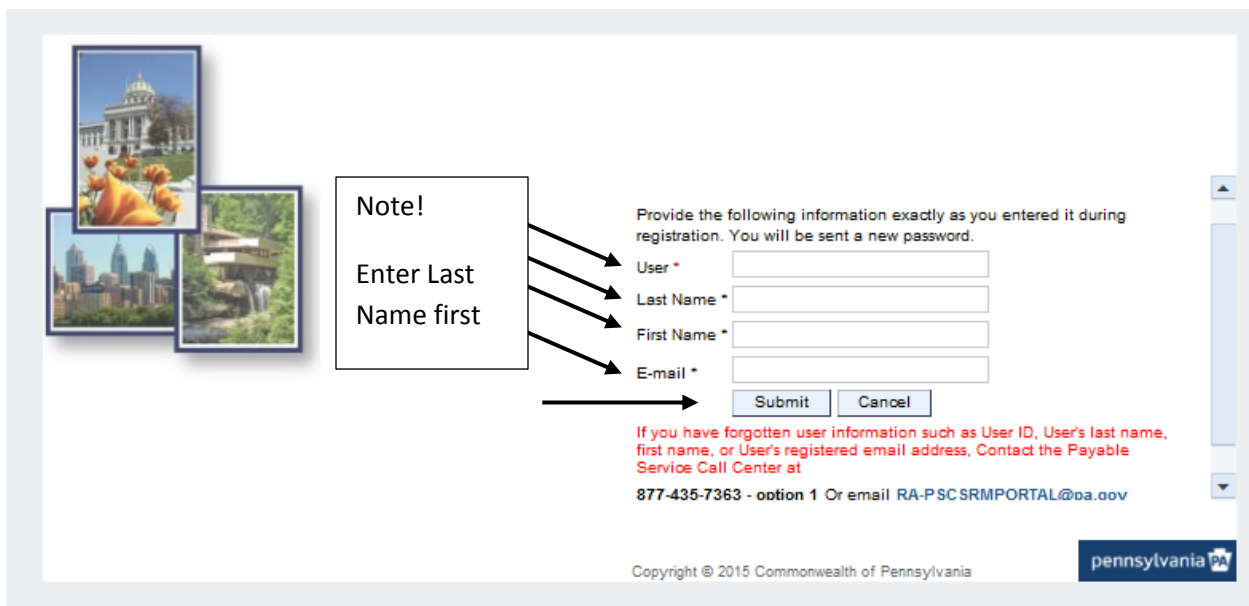 Note!
Enter Last
Name first
Provide the following information exactly as you entered it during
registration. You will be sent a new password.
User *
Last Name *
First Name *
E-mail *
Submit Cancel
If you have forgotten user information such as User ID, User's last name,
first name, or User's registered email address, Contact the Payable
Service Call Center at
877-435-7363 - option 1 Or email RA-PSCSRMPORTAL@pa.gov
Copyright © 2015 Commonwealth of Pennsylvania
pennsylvania PA